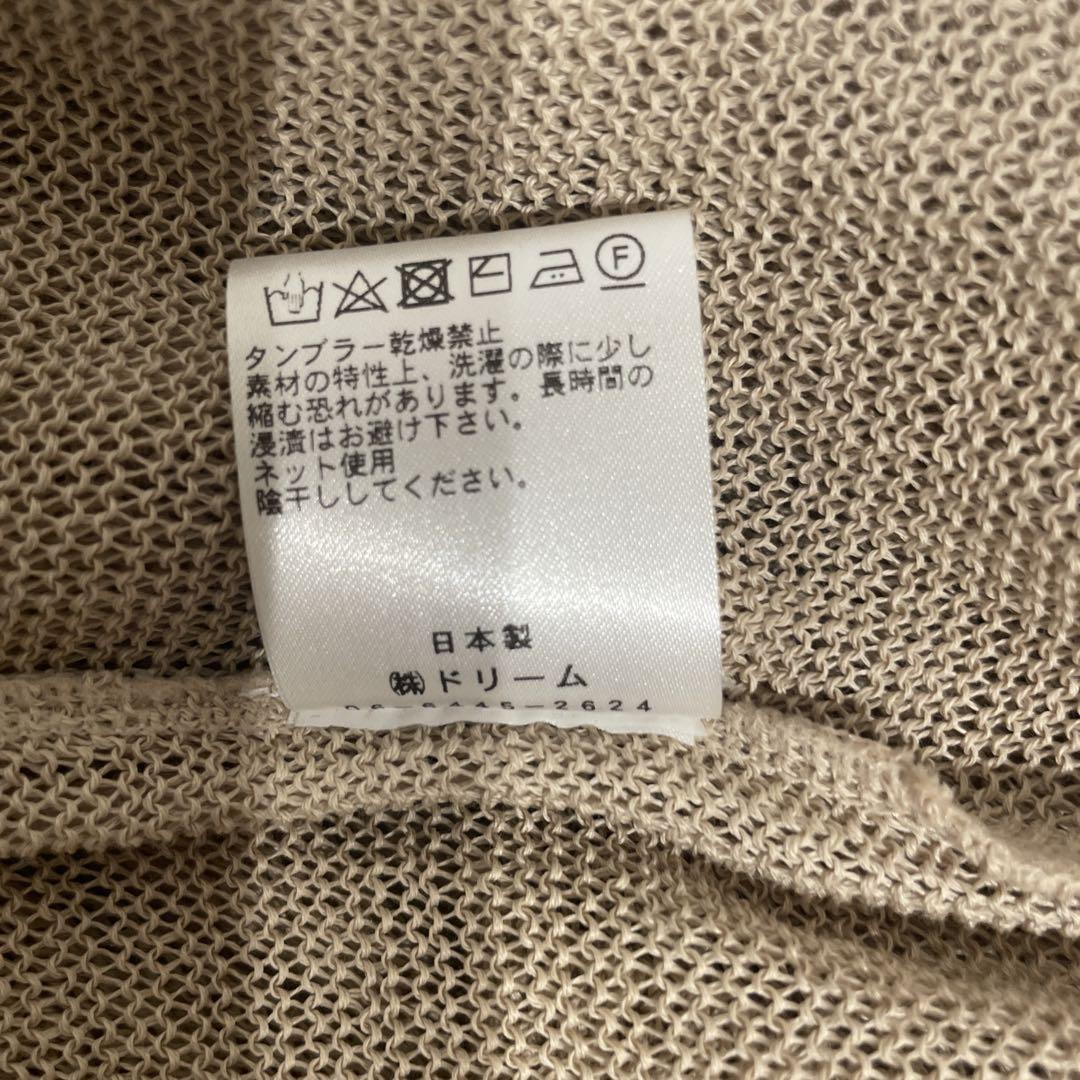 F
タンブラー乾燥禁止
素材の特性上、洗濯の際に少し
縮む恐れがあります。長時間の
浸漬はお避け下さい。
ネット使用
陰干ししてください。
日本製
㈱ドリーム
06-6445-2624